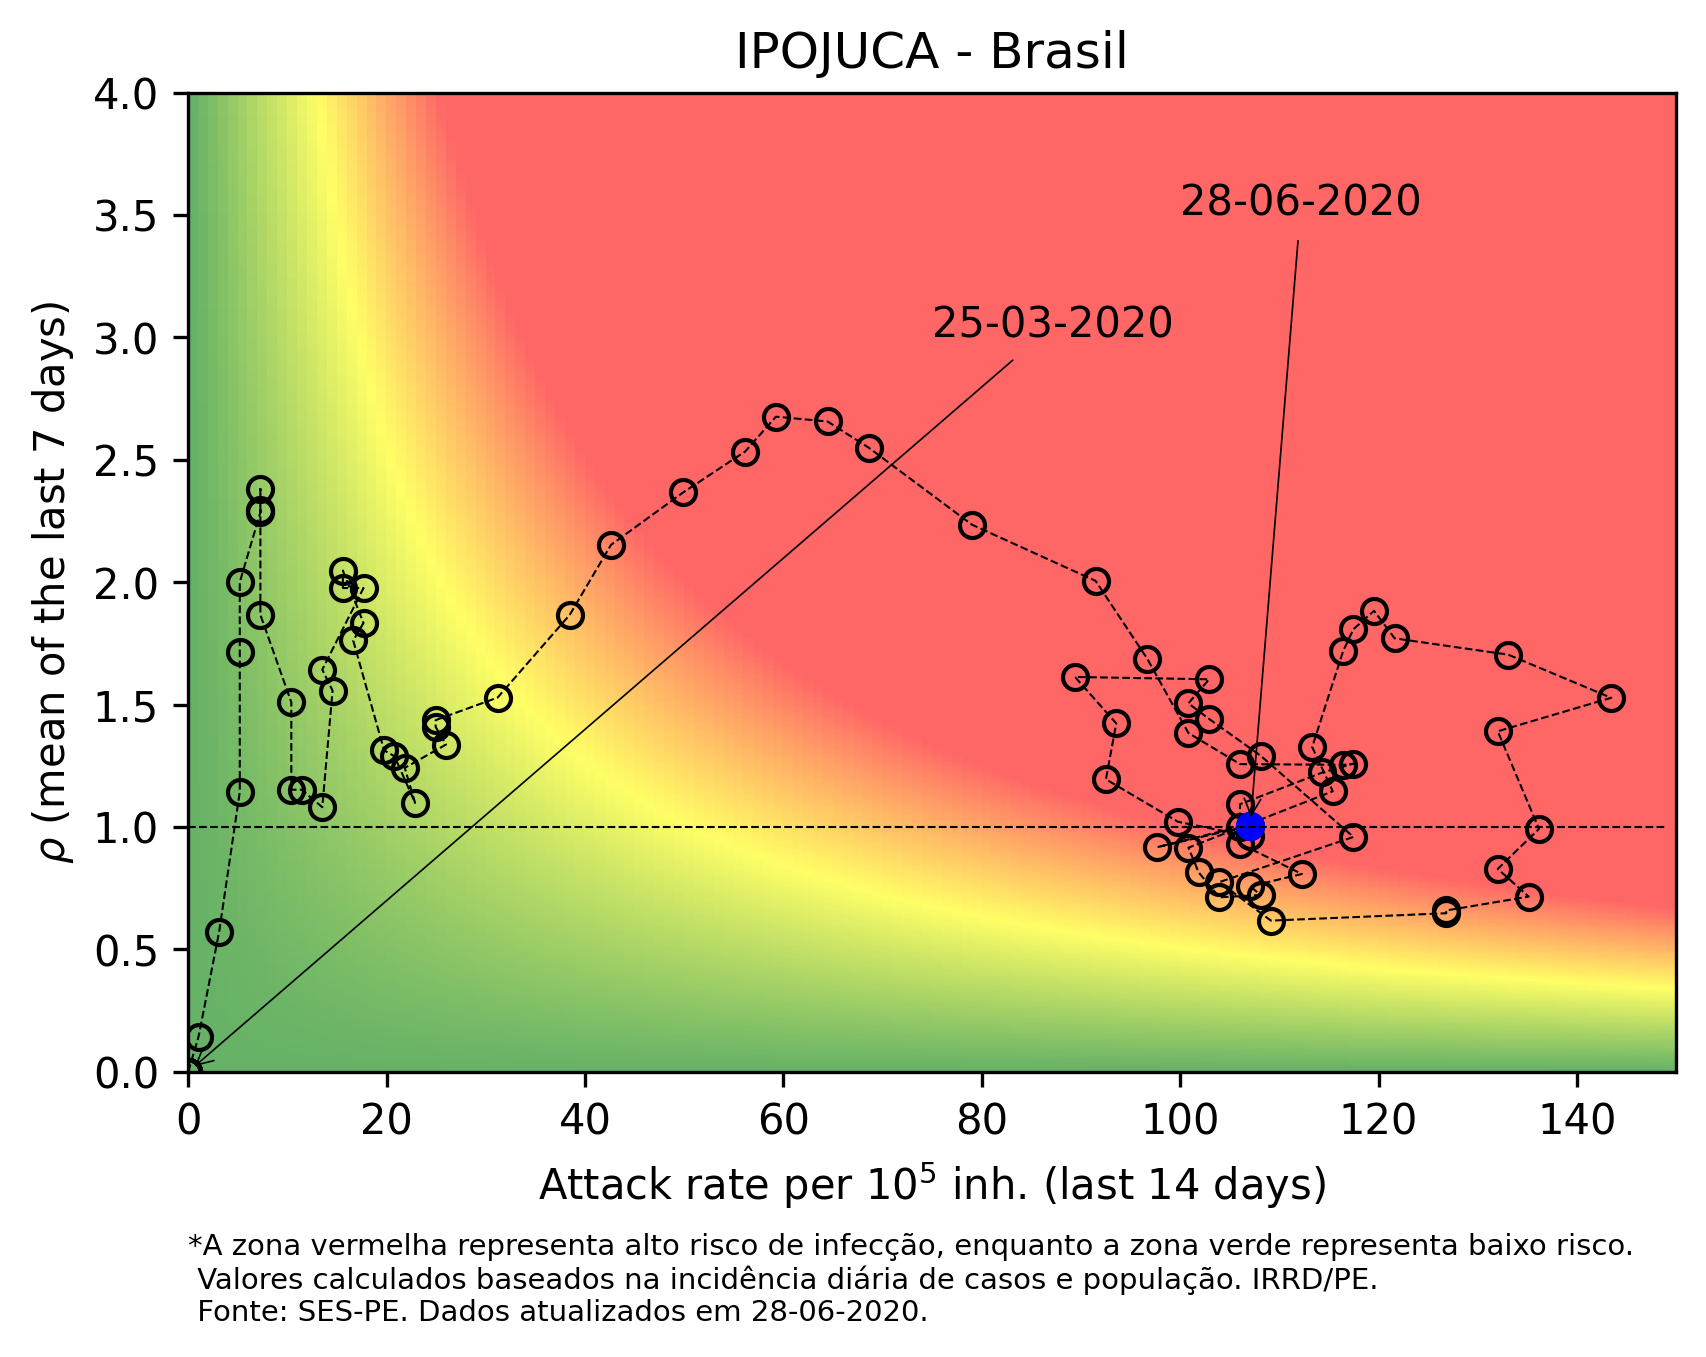 IPOJUCA - Brasil
4.0
3.5
3.0
2.5
2.0
1.5
1.0
0.5
0.0
ρ (mean of the last 7 days)
28-06-2020
25-03-2020
0 20 40 60 80 100 120 140
Attack rate per 10⁵ inh. (last 14 days)
*A zona vermelha representa alto risco de infecção, enquanto a zona verde representa baixo risco.
Valores calculados baseados na incidência diária de casos e população. IRRD/PE.
Fonte: SES-PE. Dados atualizados em 28-06-2020.